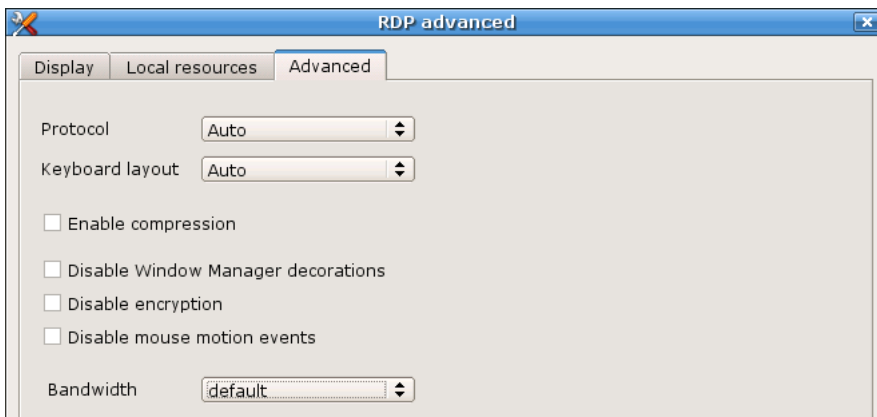 RDP advanced
Display Local resources Advanced
Protocol Auto
Keyboard layout Auto
Enable compression
Disable Window Manager decorations
Disable encryption
Disable mouse motion events
Bandwidth default